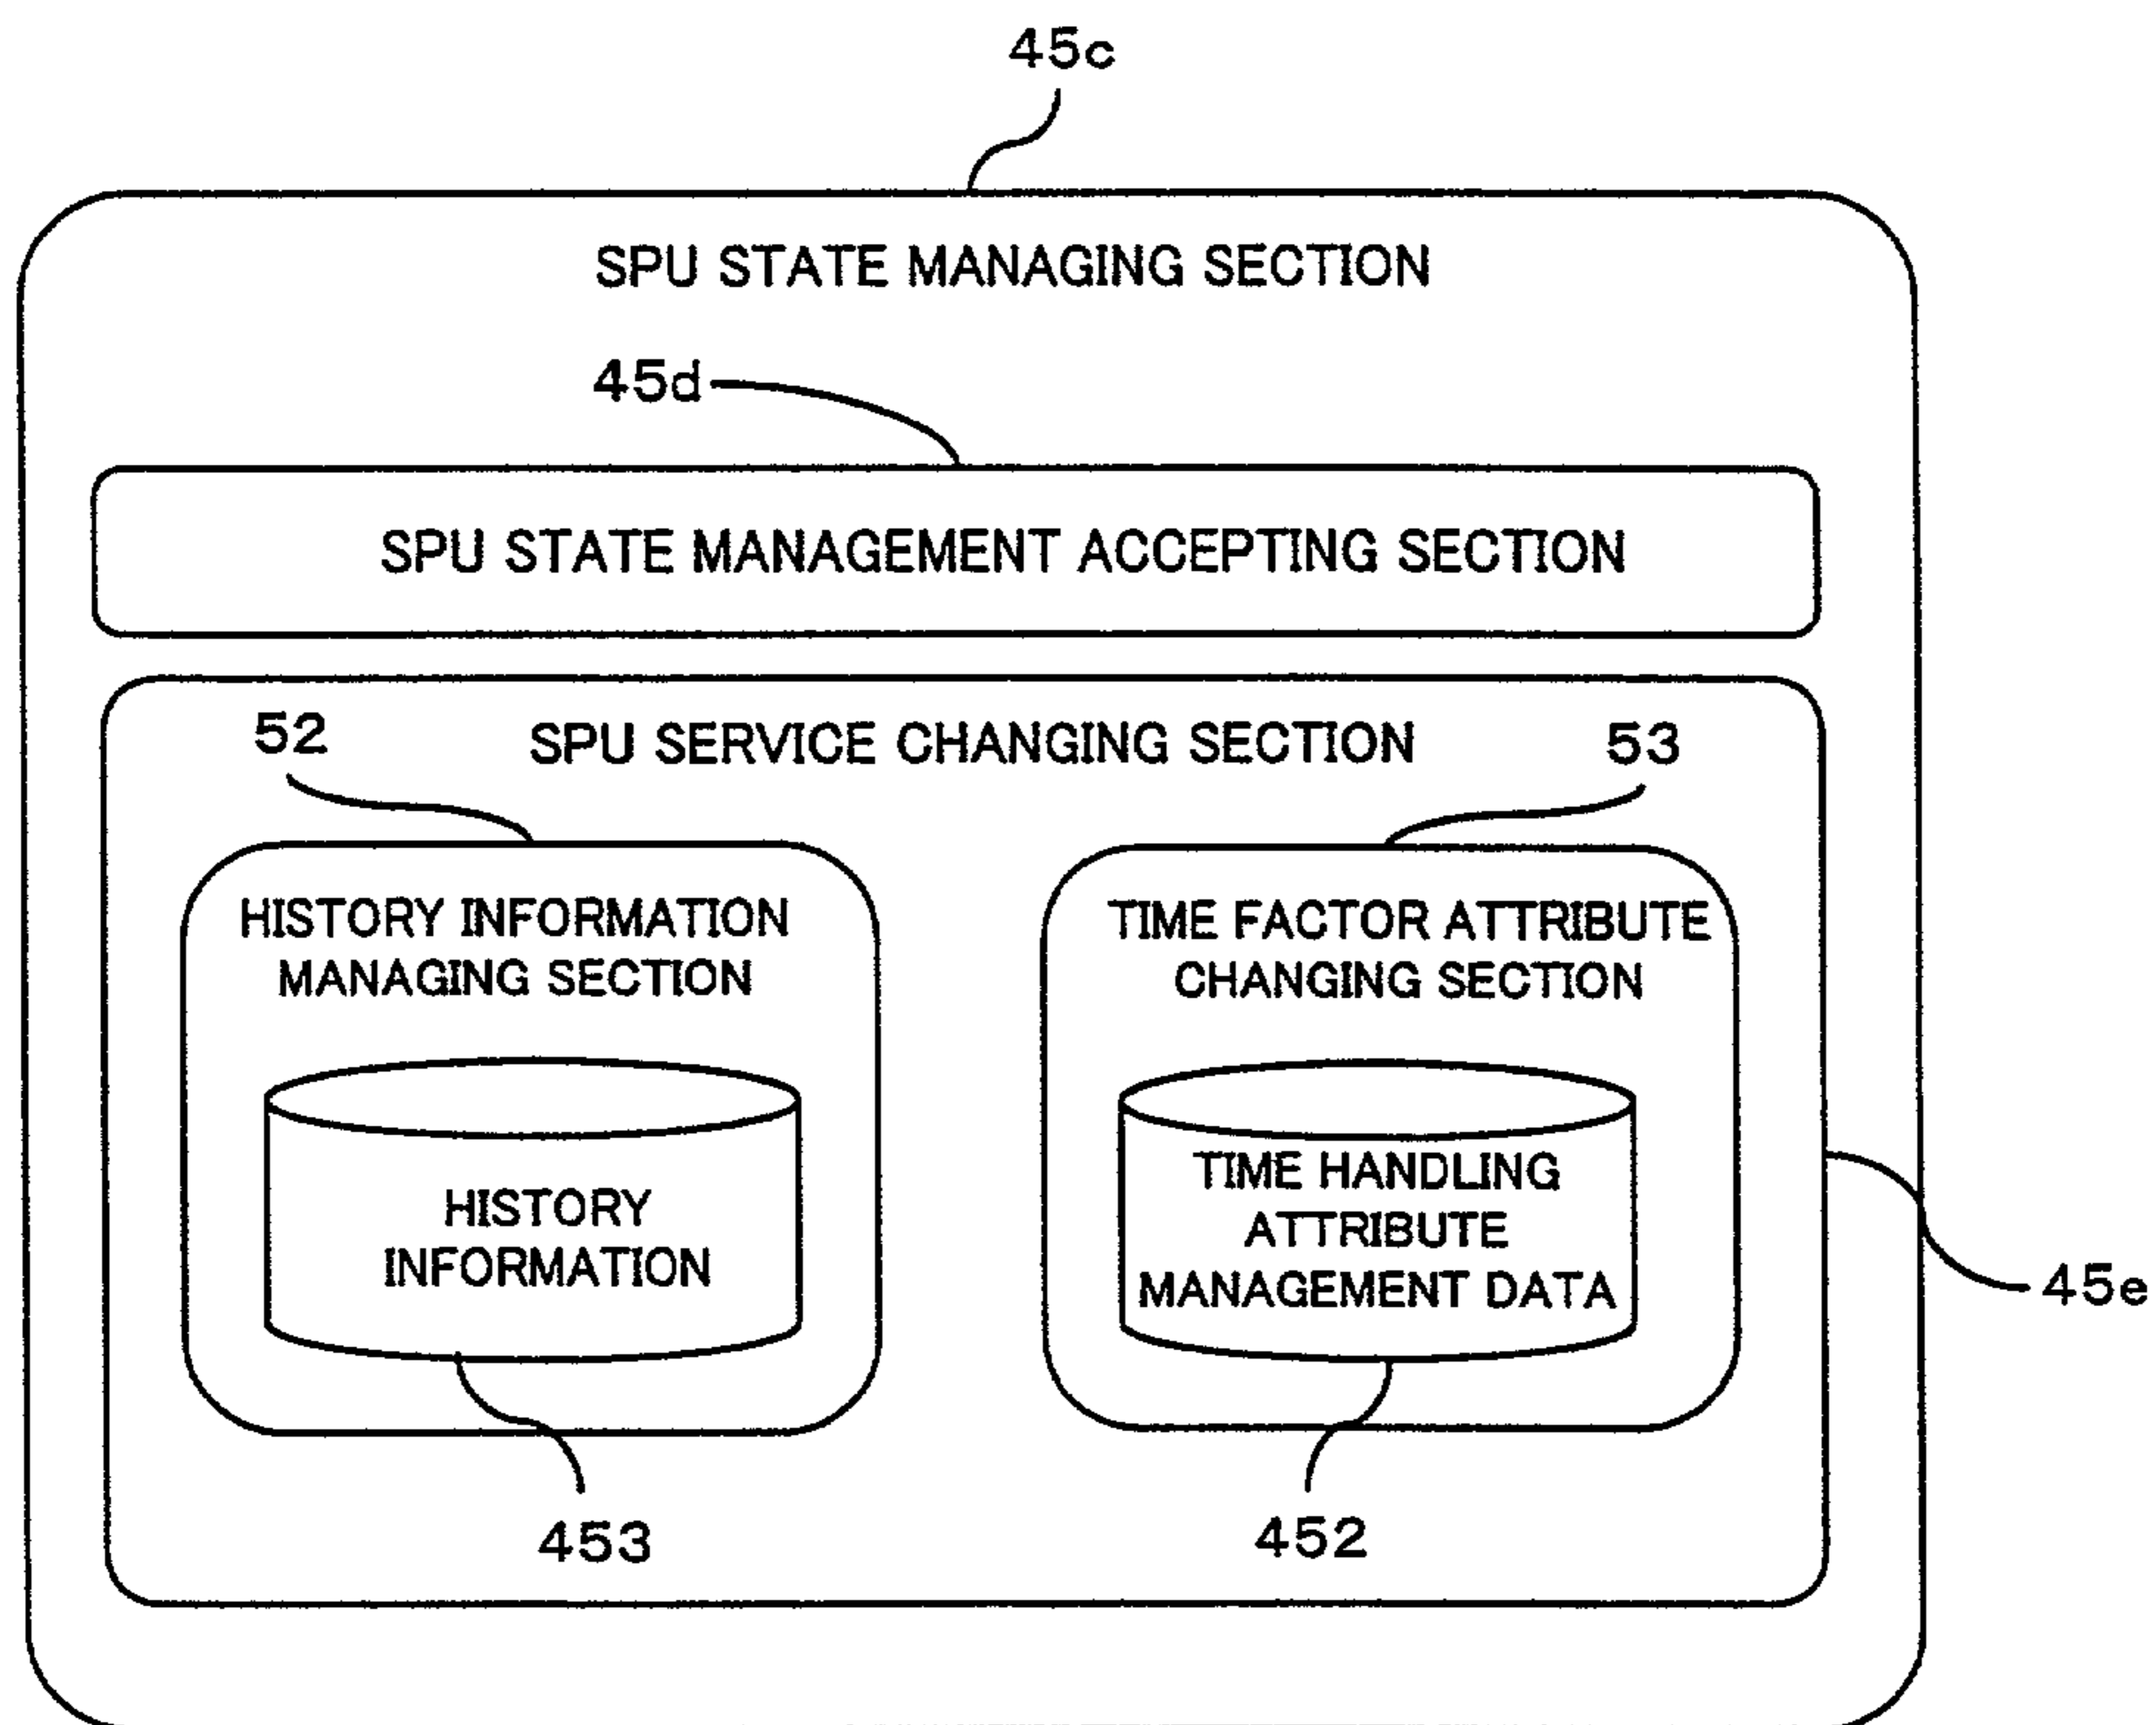 45c
SPU STATE MANAGING SECTION
45d
SPU STATE MANAGEMENT ACCEPTING SECTION
52
SPU SERVICE CHANGING SECTION
53
HISTORY INFORMATION
MANAGING SECTION
TIME FACTOR ATTRIBUTE
CHANGING SECTION
HISTORY
INFORMATION
TIME HANDLING
ATTRIBUTE
MANAGEMENT DATA
45e
453
452